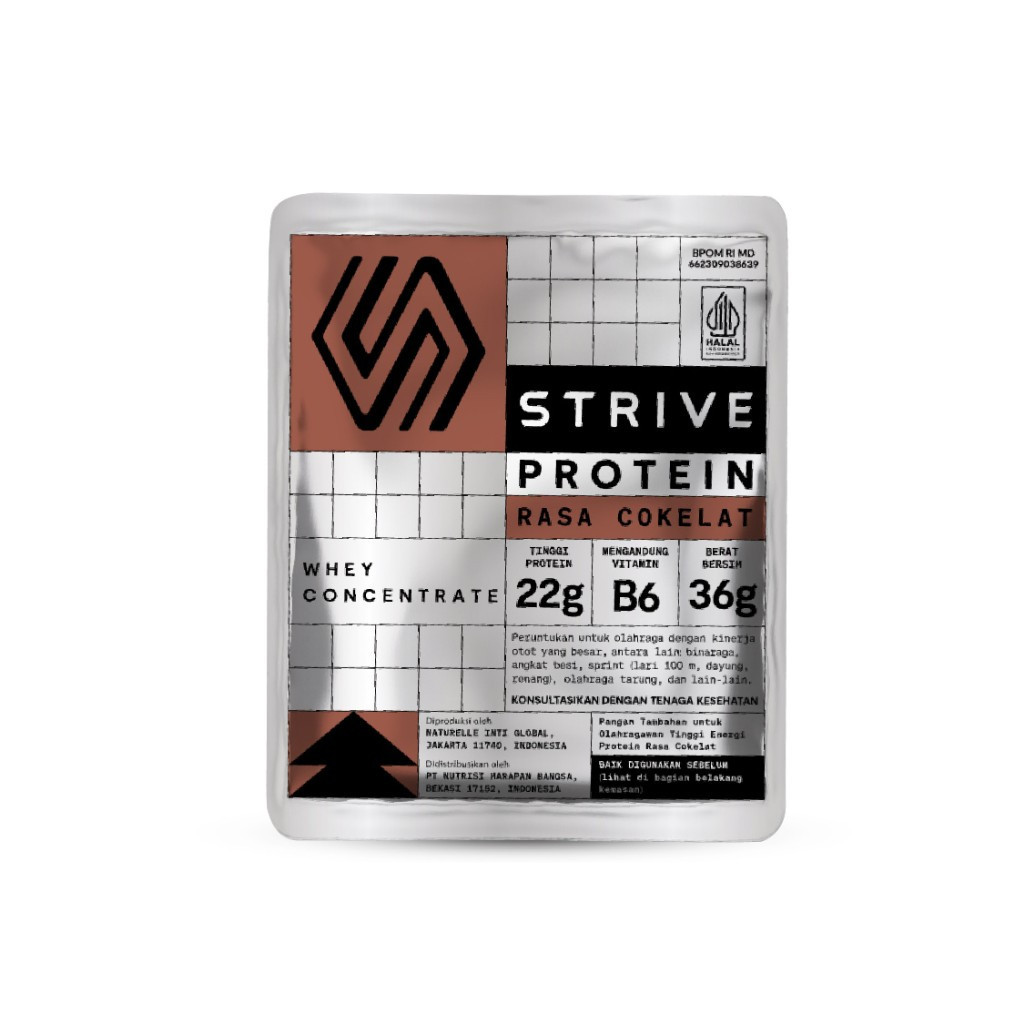 BPOM RI MD
662309038639
HALAL
INDONESIA
STRIVE
PROTEIN
RASA COKELAT
WHEY
CONCENTRATE
TINGGI
PROTEIN
22g
MENGANDUNG
VITAMIN
B6
BERAT
BERSIH
36g
Peruntukan untuk olahraga dengan kinerja
otot yang besar, antara lain: binaraga,
angkat besi, sprint (lari 100 m, dayung,
renang), olahraga tarung, dan lain-lain.
KONSULTASIKAN DENGAN TENAGA KESEHATAN
Diproduksi oleh
NATURELLE INTI GLOBAL,
JAKARTA 11740, INDONESIA
Didistribusikan oleh
PT NUTRISI HARAPAN BANGSA,
BEKASI 17152, INDONESIA
Pangan Tambahan untuk
Olahragawan Tinggi Energi
Protein Rasa Cokelat
BAIK DIGUNAKAN SEBELUM
(lihat di bagian belakang
kemasan)